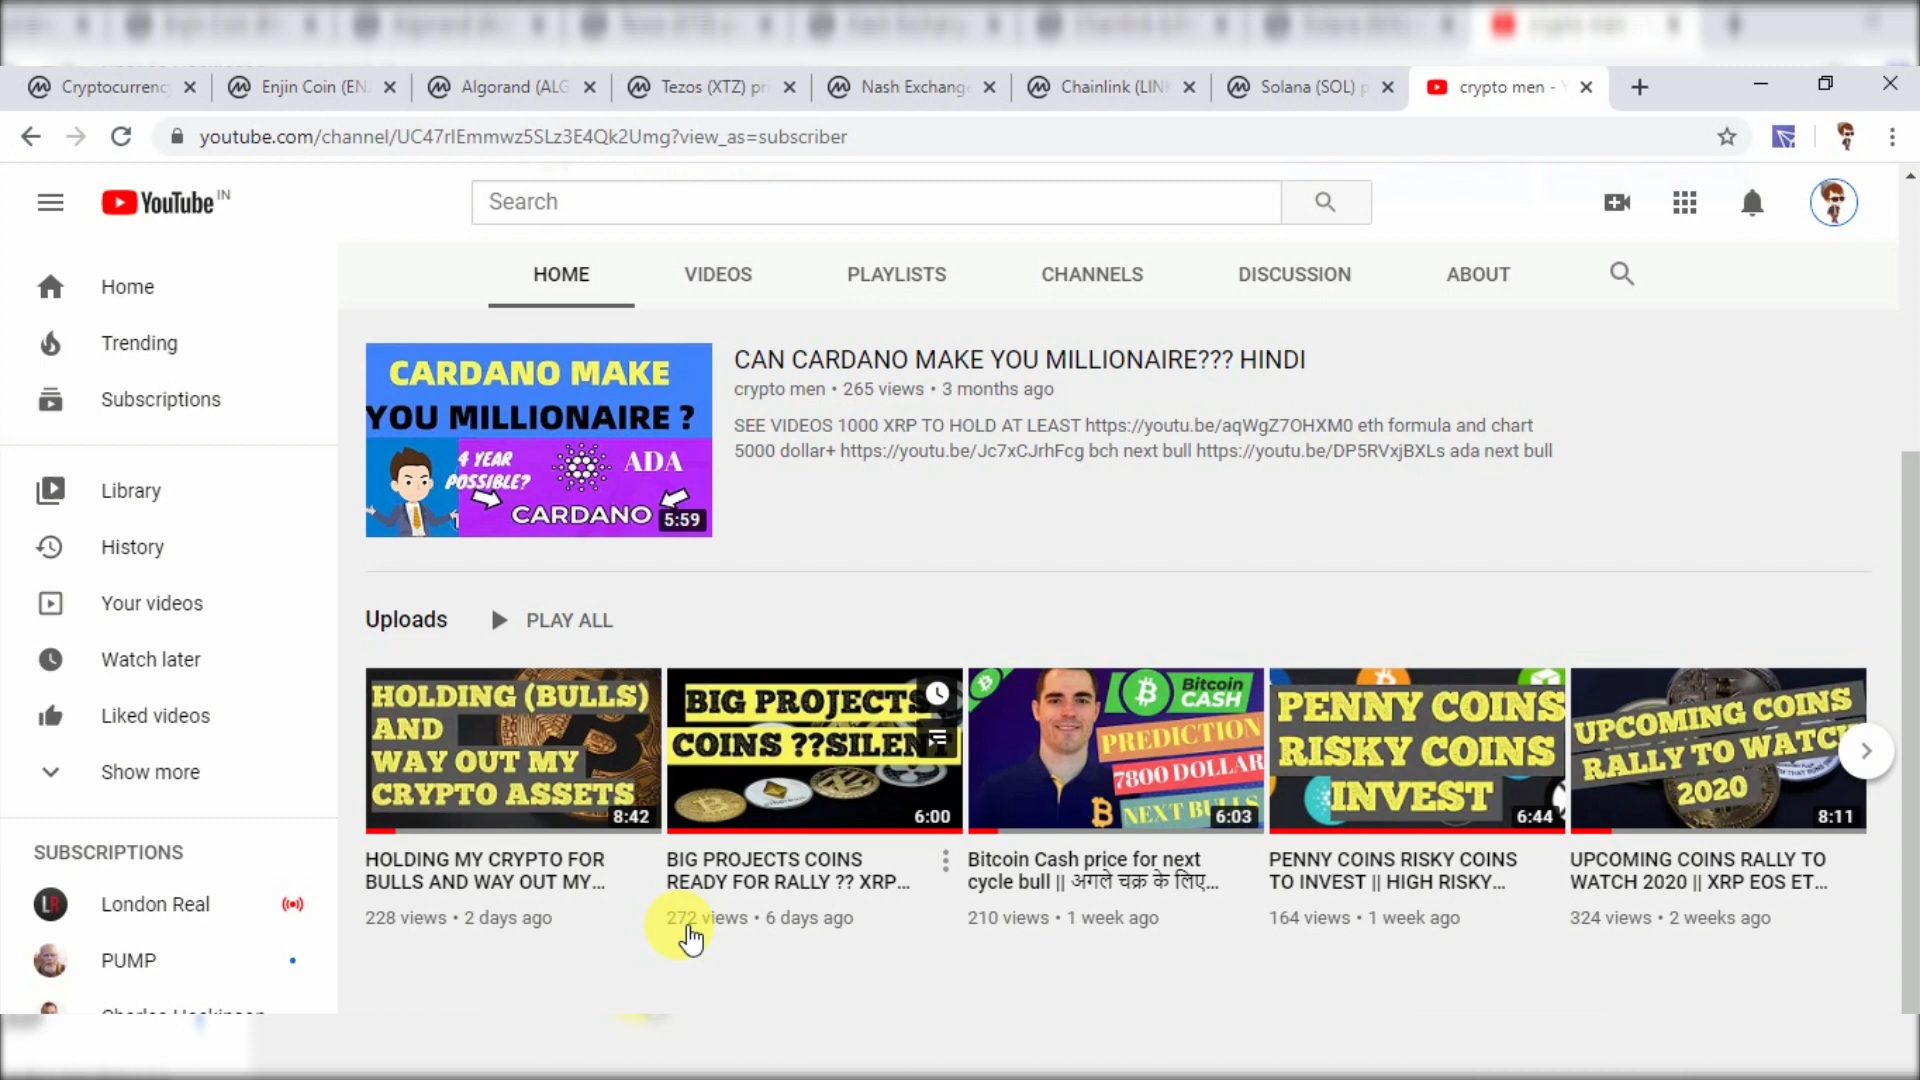 Cryptocurrenc
Enjin Coin (EN
Algorand (ALG
Tezos (XTZ) pri
Nash Exchang
Chainlink (LIN
Solana (SOL) p
crypto men -
youtube.com/channel/UC47rIEmmwz5SLz3E4Qk2Umg?view_as=subscriber
YouTube IN
Search
HOME
VIDEOS
PLAYLISTS
CHANNELS
DISCUSSION
ABOUT
Home
Trending
Subscriptions
Library
History
Your videos
Watch later
Liked videos
Show more
SUBSCRIPTIONS
London Real
PUMP
CARDANO MAKE
YOU MILLIONAIRE ?
4 YEAR
POSSIBLE?
ADA
CARDANO
5:59
CAN CARDANO MAKE YOU MILLIONAIRE??? HINDI
crypto men • 265 views • 3 months ago
SEE VIDEOS 1000 XRP TO HOLD AT LEAST https://youtu.be/aqWgZ7OHXM0 eth formula and chart
5000 dollar+ https://youtu.be/Jc7xCJrhFcg bch next bull https://youtu.be/DP5RVxjBXLs ada next bull
Uploads
PLAY ALL
HOLDING (BULLS)
AND
WAY OUT MY
CRYPTO ASSETS
8:42
HOLDING MY CRYPTO FOR
BULLS AND WAY OUT MY...
228 views • 2 days ago
BIG PROJECTS
COINS ??SILENT
6:00
BIG PROJECTS COINS
READY FOR RALLY ?? XRP...
272 views • 6 days ago
Bitcoin
CASH
PREDICTION
7800 DOLLAR
NEXT BULLS
6:03
Bitcoin Cash price for next
cycle bull || अगले चक्र के लिए...
210 views • 1 week ago
PENNY COINS
RISKY COINS
INVEST
6:44
PENNY COINS RISKY COINS
TO INVEST || HIGH RISKY...
164 views • 1 week ago
UPCOMING COINS
RALLY TO WATCH
2020
8:11
UPCOMING COINS RALLY TO
WATCH 2020 || XRP EOS ET...
324 views • 2 weeks ago